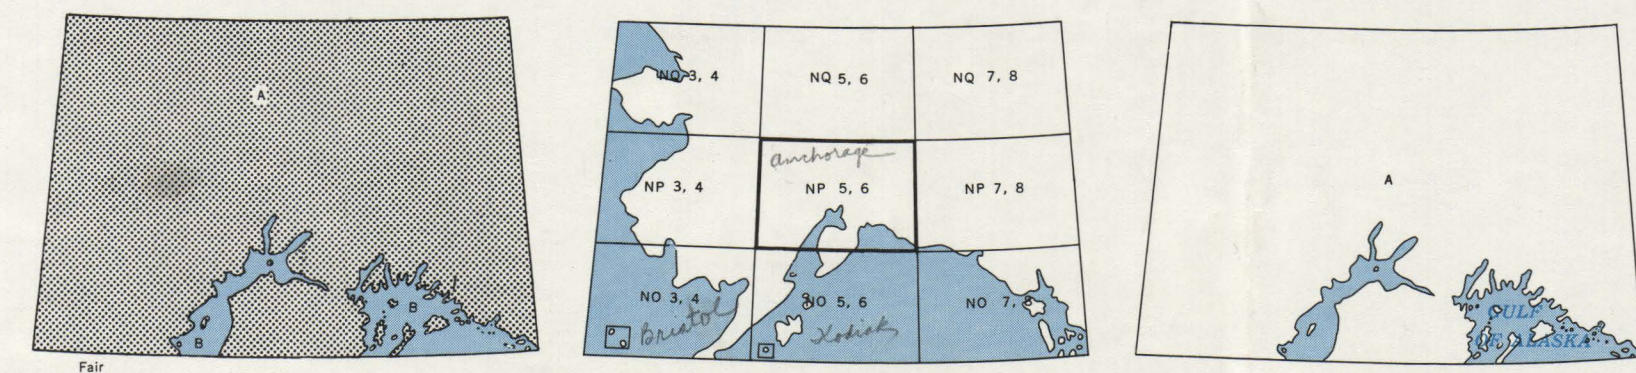 A
B
B
Fair
NQ 3, 4
NQ 5, 6
NQ 7, 8
Anchorage
NP 3, 4
NP 5, 6
NP 7, 8
NO 3, 4
NO 5, 6
NO 7, 8
Bristol
Kodiak
A
GULF
OF ALASKA